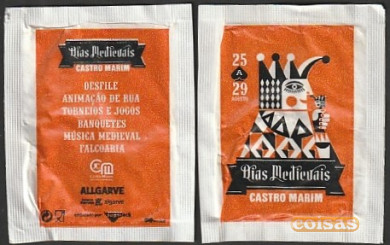 Dias Medievais
CASTRO MARIM
DESFILE
ANIMAÇÃO DE RUA
TORNEIOS E JOGOS
BANQUETES
MÚSICA MEDIEVAL
FALCOARIA
ALLGARVE
25
A
29
AGOSTO
Dias Medievais
CASTRO MARIM
coisas